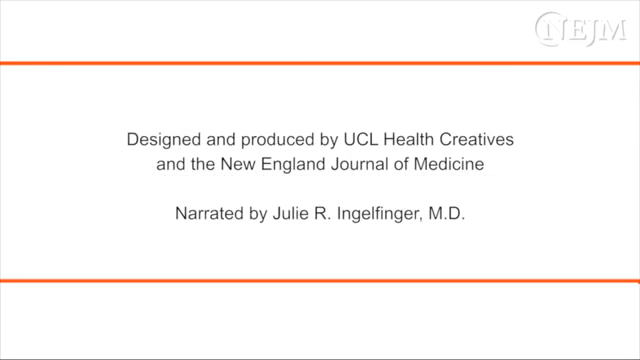 NEJM
Designed and produced by UCL Health Creatives
and the New England Journal of Medicine
Narrated by Julie R. Ingelfinger, M.D.